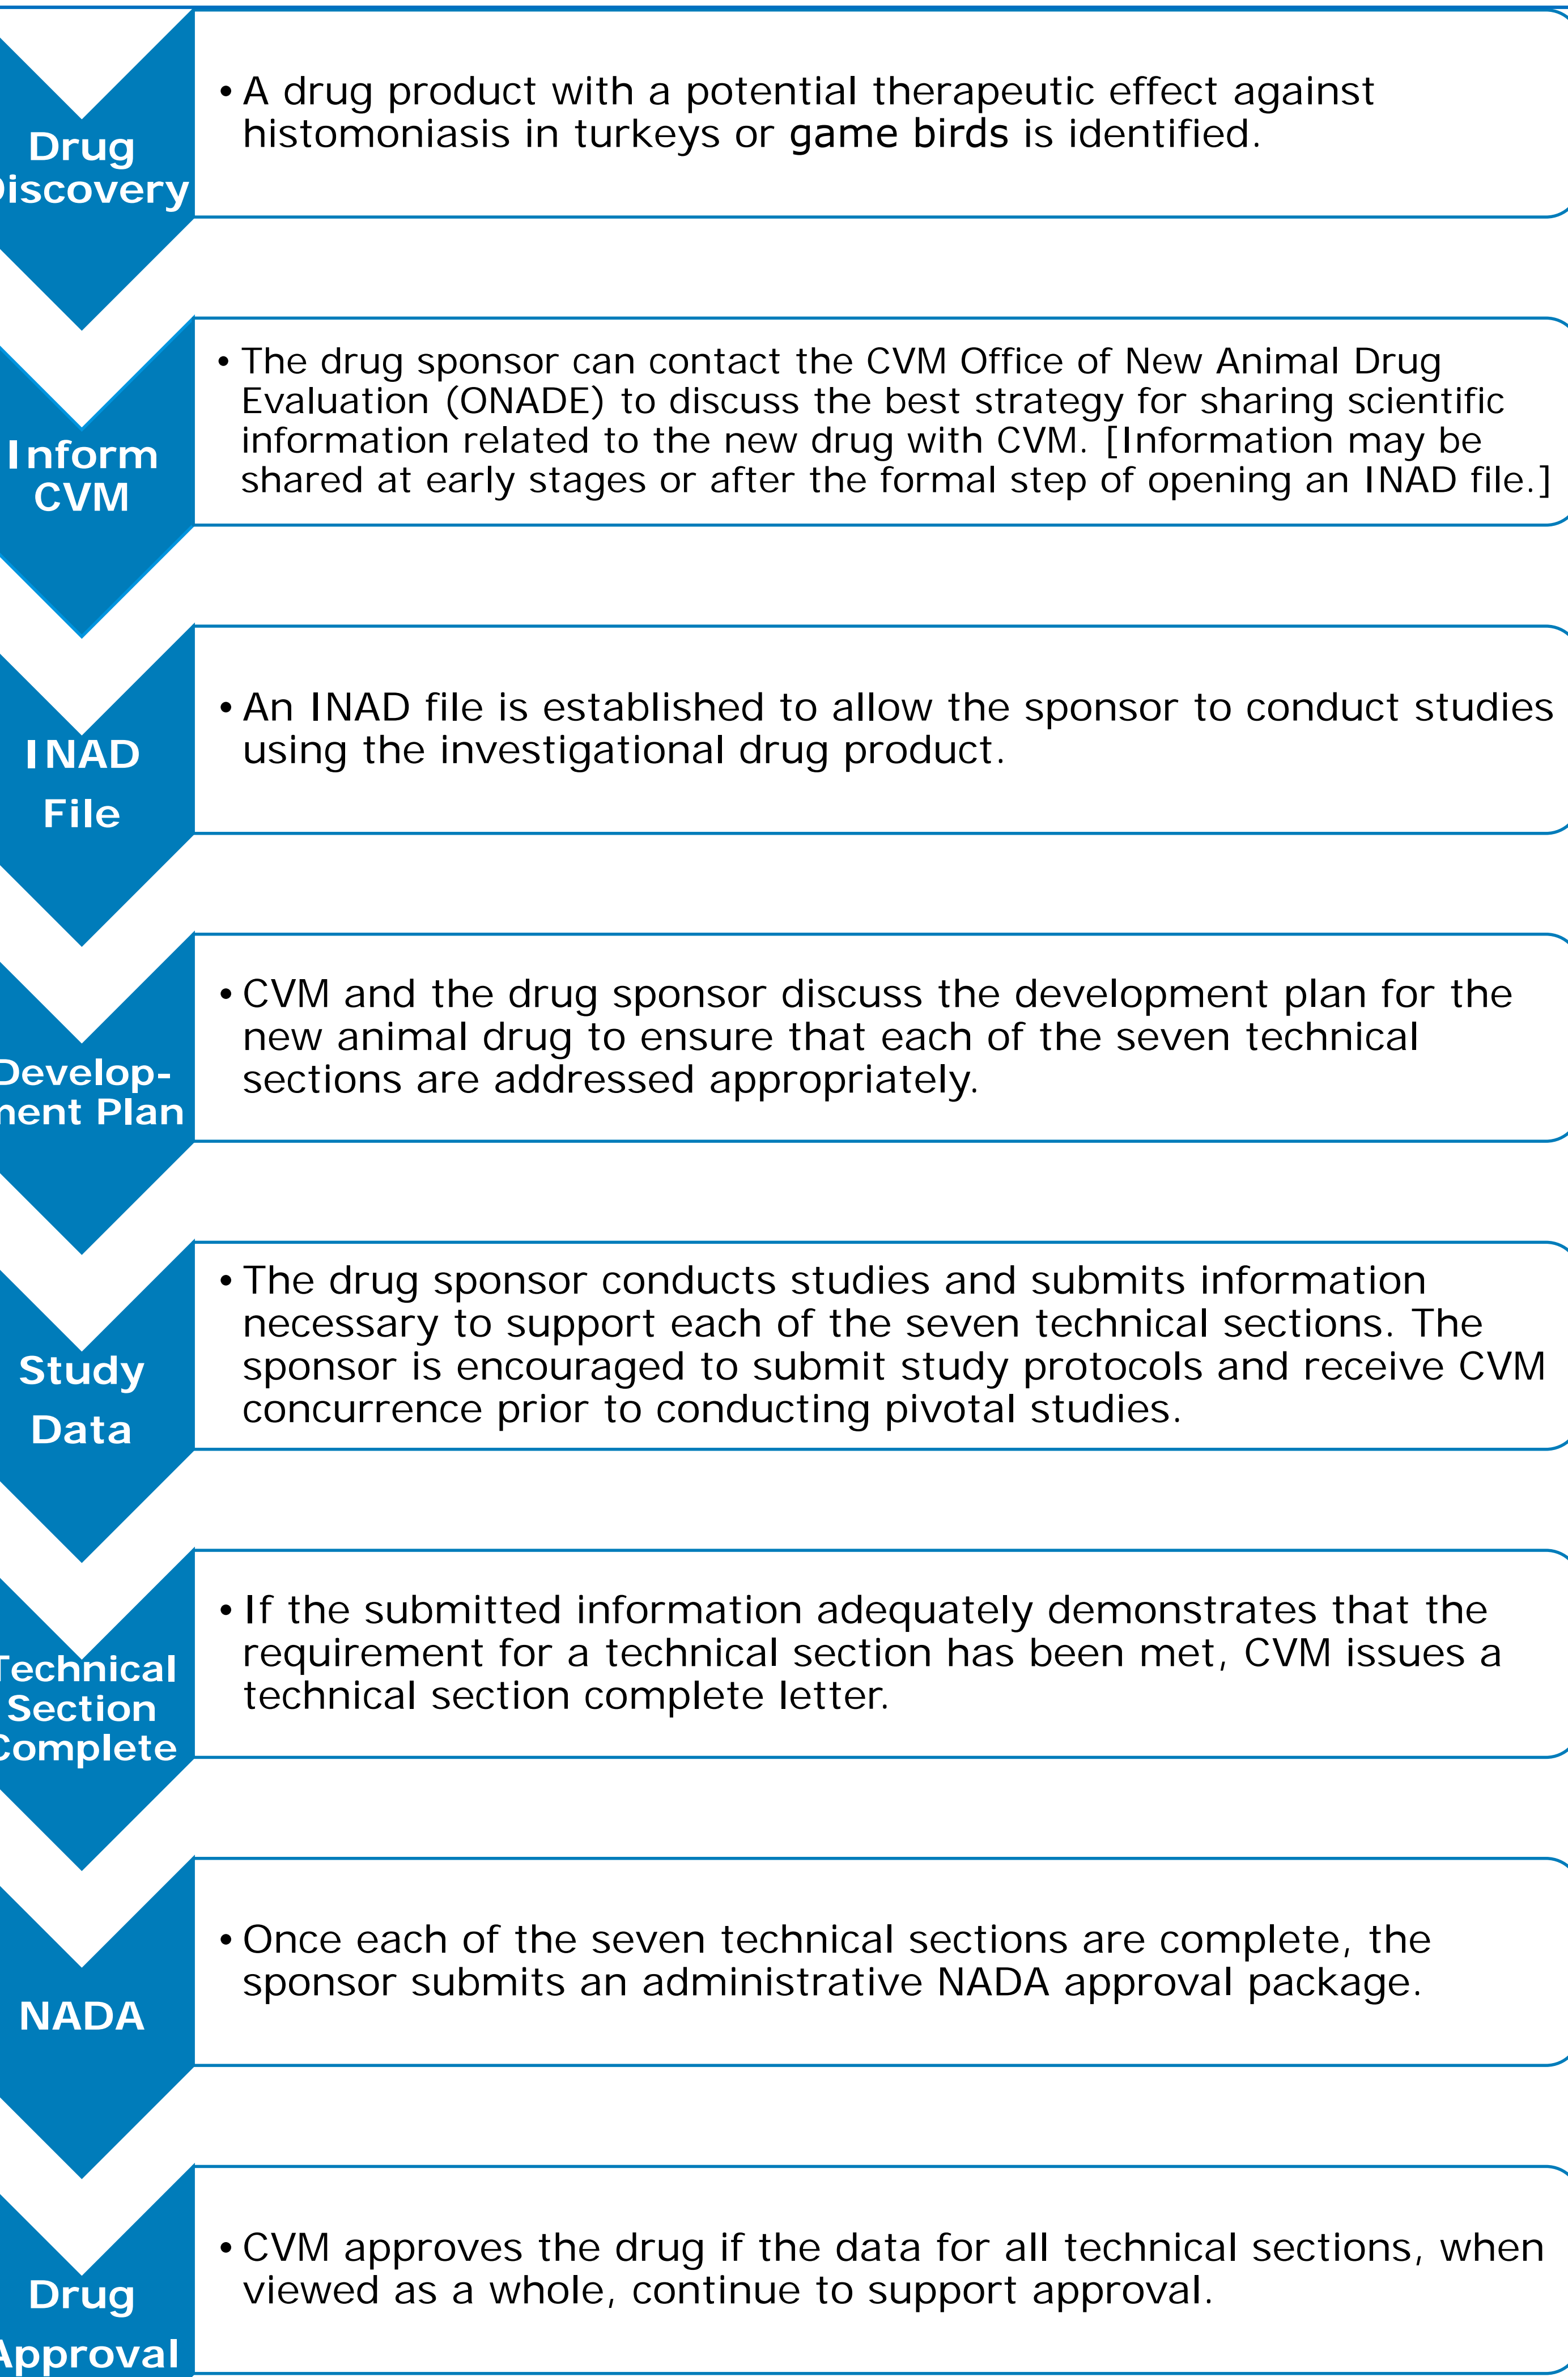 Drug
Discovery
• A drug product with a potential therapeutic effect against
histomoniasis in turkeys or game birds is identified.
Inform
CVM
• The drug sponsor can contact the CVM Office of New Animal Drug
Evaluation (ONADE) to discuss the best strategy for sharing scientific
information related to the new drug with CVM. [Information may be
shared at early stages or after the formal step of opening an INAD file.]
INAD
File
• An INAD file is established to allow the sponsor to conduct studies
using the investigational drug product.
Develop-
ment Plan
• CVM and the drug sponsor discuss the development plan for the
new animal drug to ensure that each of the seven technical
sections are addressed appropriately.
Study
Data
• The drug sponsor conducts studies and submits information
necessary to support each of the seven technical sections. The
sponsor is encouraged to submit study protocols and receive CVM
concurrence prior to conducting pivotal studies.
Technical
Section
Complete
• If the submitted information adequately demonstrates that the
requirement for a technical section has been met, CVM issues a
technical section complete letter.
NADA
• Once each of the seven technical sections are complete, the
sponsor submits an administrative NADA approval package.
Drug
Approval
• CVM approves the drug if the data for all technical sections, when
viewed as a whole, continue to support approval.